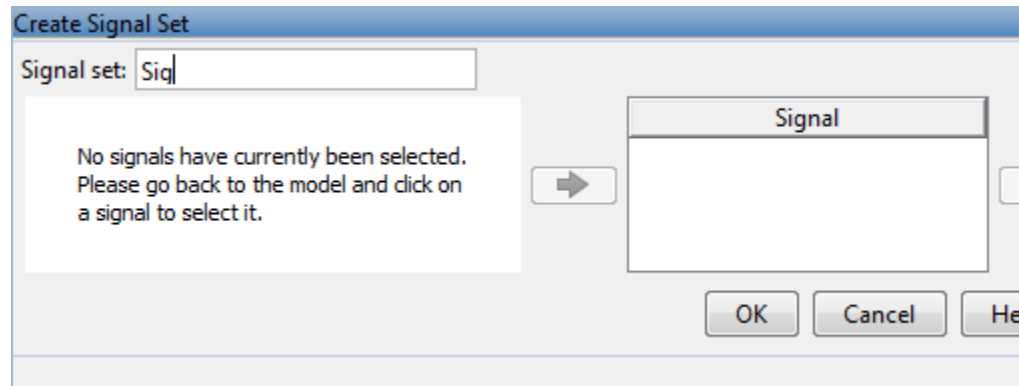 Create Signal Set
Signal set: Sig
No signals have currently been selected.
Please go back to the model and click on
a signal to select it.
Signal
OK Cancel He